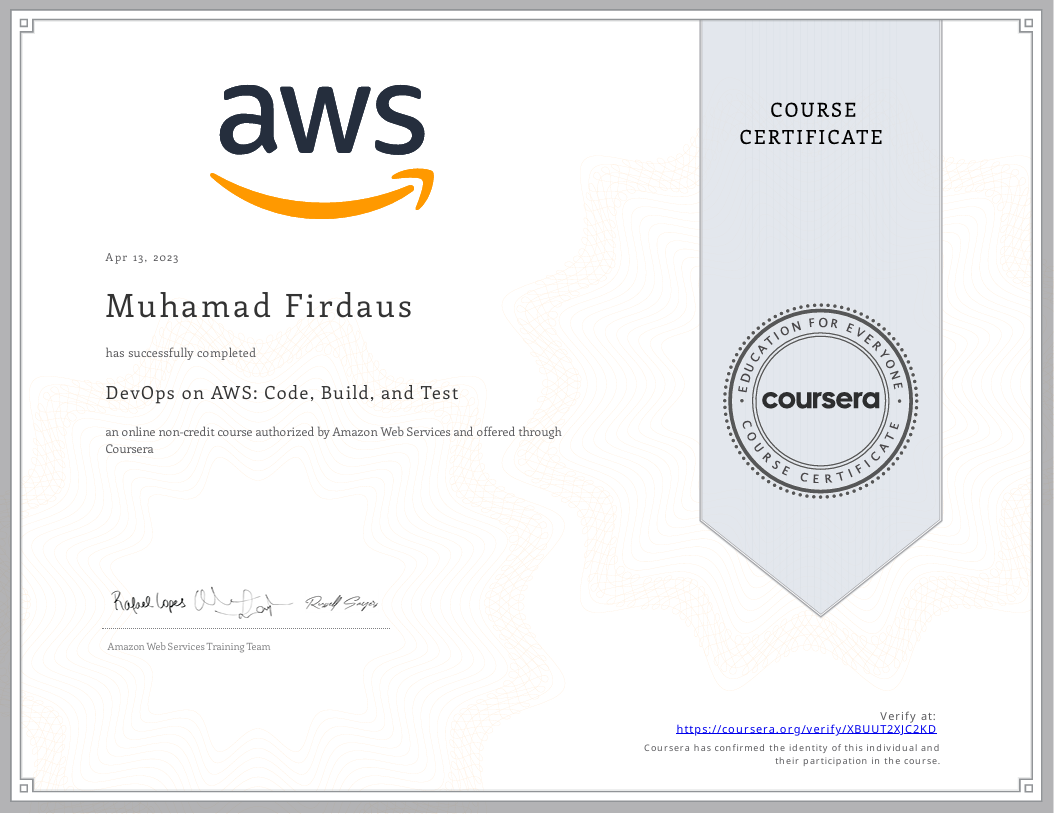 aws
COURSE
CERTIFICATE
Apr 13, 2023
Muhamad Firdaus
has successfully completed
DevOps on AWS: Code, Build, and Test
an online non-credit course authorized by Amazon Web Services and offered through
Coursera
EDUCATION FOR EVERYONE
coursera
COURSE CERTIFICATE
Rafael Lopes
Amazon Web Services Training Team
Verify at:
https://coursera.org/verify/XBUUT2XJC2KD
Coursera has confirmed the identity of this individual and
their participation in the course.